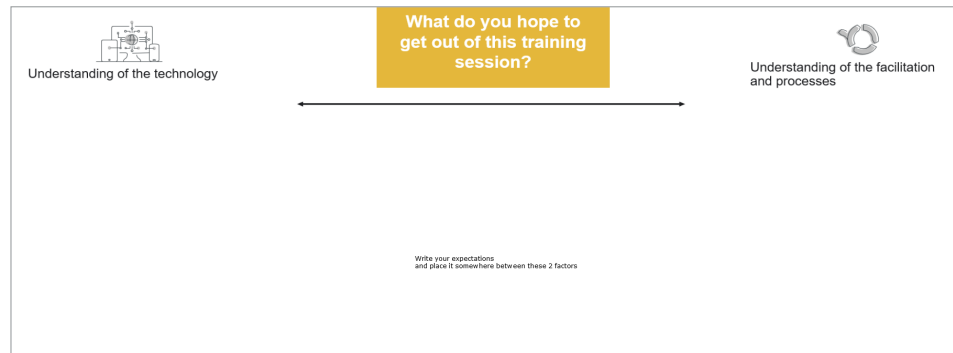 What do you hope to
get out of this training
session?
Understanding of the technology
Understanding of the facilitation
and processes
Write your expectations
and place it somewhere between these 2 factors